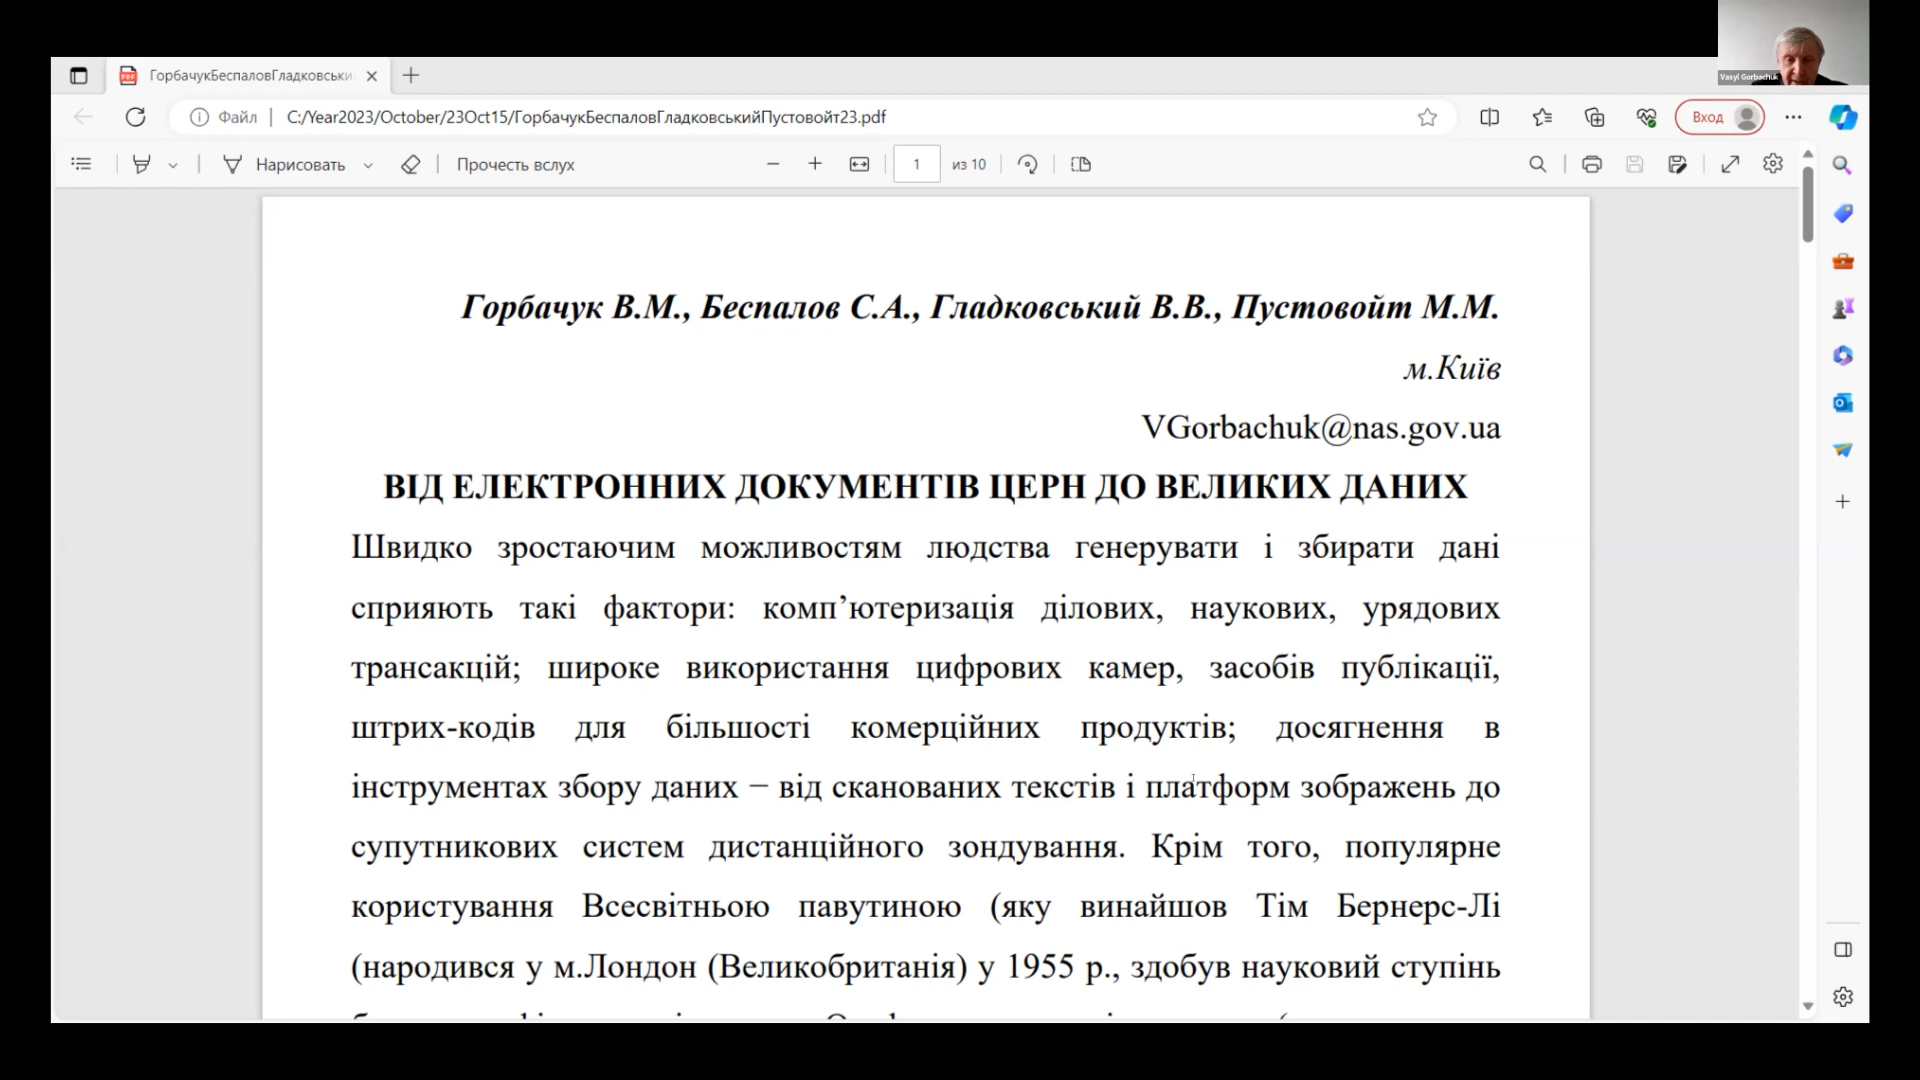 Vasyl Gorbachuk
ГорбачукБеспаловГладковськи
Файл
C:/Year2023/October/23Oct15/ГорбачукБеспаловГладковськийПустовойт23.pdf
Вход
Нарисовать
Прочесть вслух
1
из 10
Горбачук В.М., Беспалов С.А., Гладковський В.В., Пустовойт М.М.
м.Київ
VGorbachuk@nas.gov.ua
ВІД ЕЛЕКТРОННИХ ДОКУМЕНТІВ ЦЕРН ДО ВЕЛИКИХ ДАНИХ
Швидко зростаючим можливостям людства генерувати і збирати дані
сприяють такі фактори: комп’ютеризація ділових, наукових, урядових
трансакцій; широке використання цифрових камер, засобів публікації,
штрих-кодів для більшості комерційних продуктів; досягнення в
інструментах збору даних − від сканованих текстів і платформ зображень до
супутникових систем дистанційного зондування. Крім того, популярне
користування Всесвітньою павутиною (яку винайшов Тім Бернерс-Лі
(народився у м.Лондон (Великобританія) у 1955 р., здобув науковий ступінь